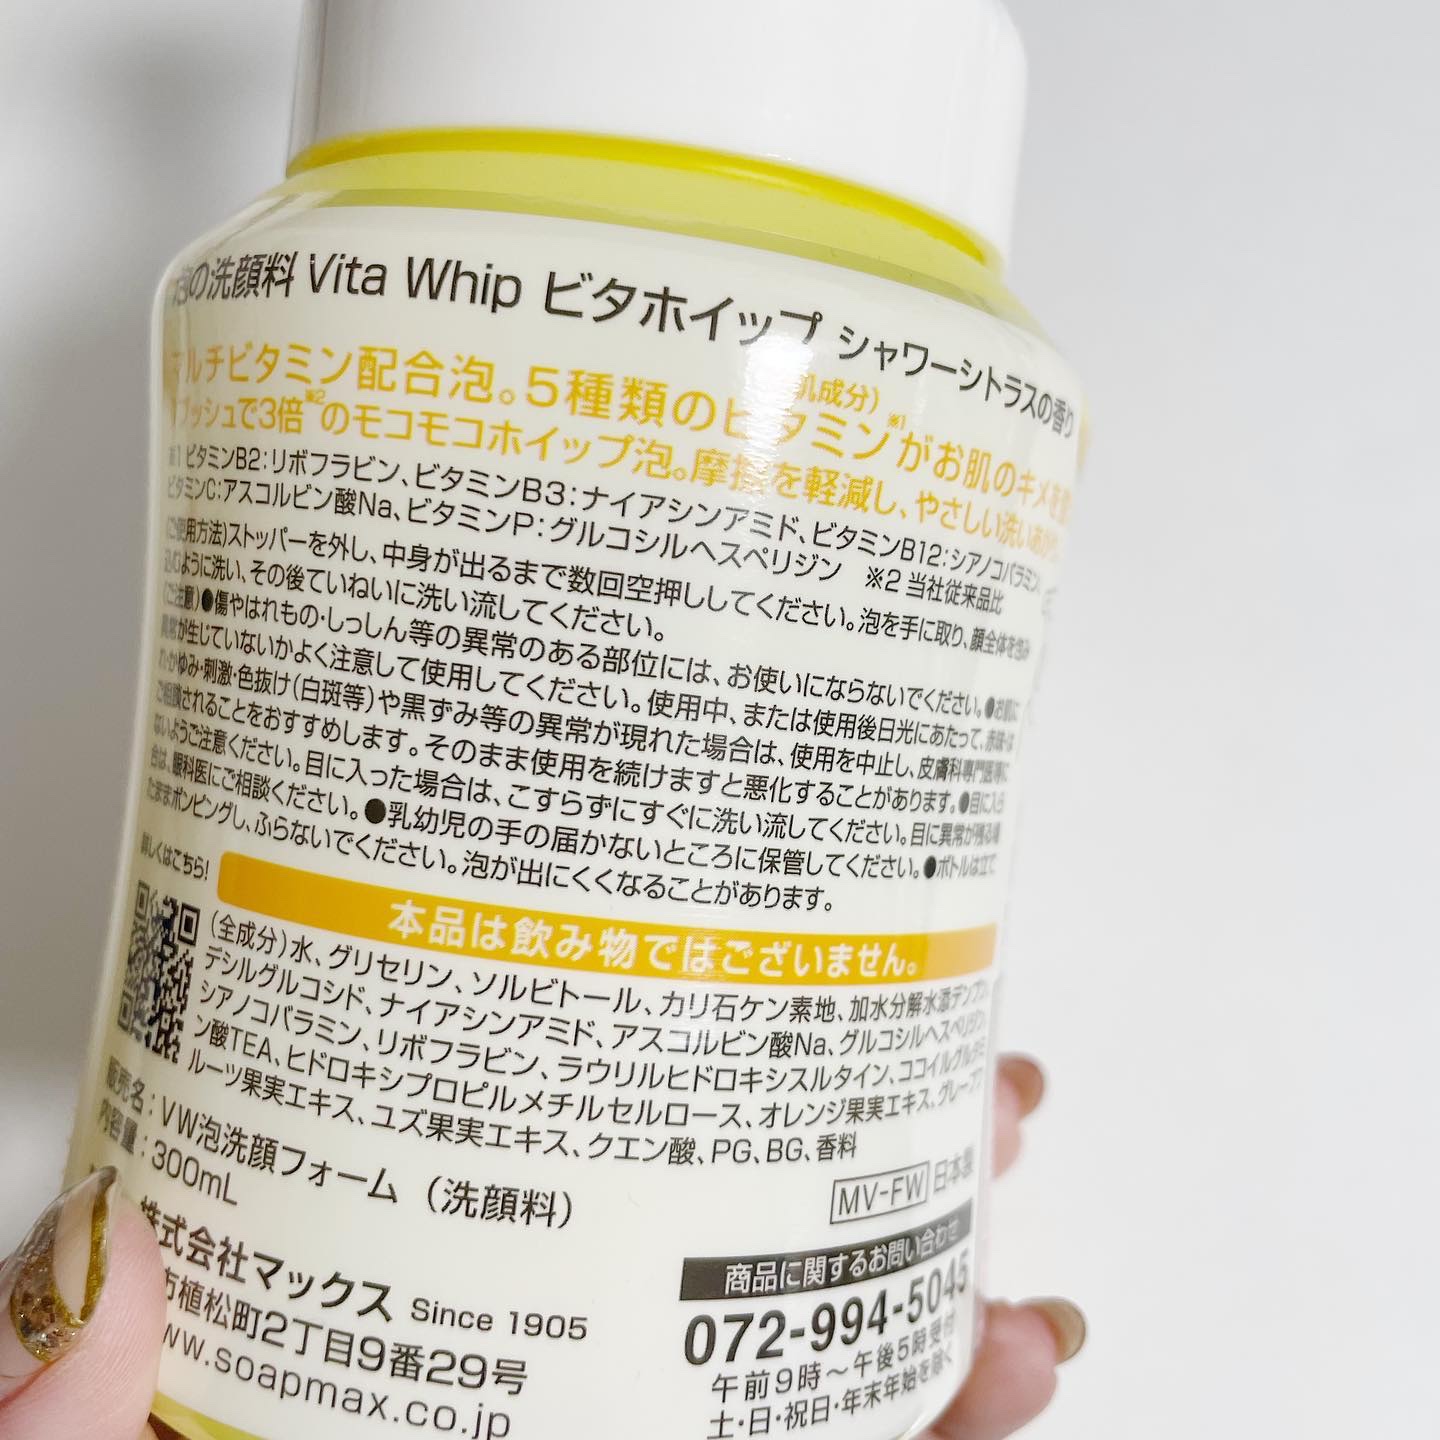 の洗顔料 Vita Whip ビタホイップ シャワーシトラスの香り
マルチビタミン配合泡。5種類のビタミン※1(肌成分)がお肌のキメを
プッシュで3倍※2のモコモコホイップ泡。摩擦を軽減し、やさしい洗いあがり
※1 ビタミンB2:リボフラビン、ビタミンB3:ナイアシンアミド、ビタミンB12:シアノコバラミン、
ビタミンC:アスコルビン酸Na、ビタミンP:グルコシルヘスペリジン ※2 当社従来品比
(ご使用方法)ストッパーを外し、中身が出るまで数回空押ししてください。泡を手に取り、顔全体を包み
込むように洗い、その後ていねいに洗い流してください。
(ご注意)●傷やはれもの・しっしん等の異常のある部位には、お使いにならないでください。●お肌に
異常が生じていないかよく注意して使用してください。使用中、または使用後日光にあたって、赤味・は
れ・かゆみ・刺激・色抜け(白斑等)や黒ずみ等の異常が現れた場合は、使用を中止し、皮膚科専門医等に
ご相談されることをおすすめします。そのまま使用を続けますと悪化することがあります。●目に入ら
ないようご注意ください。目に入った場合は、こすらずにすぐに洗い流してください。目に異常が残る場
合は、眼科医にご相談ください。●乳幼児の手の届かないところに保管してください。●ボトルは立て
たままポンピングし、ふらないでください。泡が出にくくなることがあります。
詳しくはこちら!
本品は飲み物ではございません。
(全成分)水、グリセリン、ソルビトール、カリ石ケン素地、加水分解水添デンプン、
デシルグルコシド、ナイアシンアミド、アスコルビン酸Na、グルコシルヘスペリジン、
シアノコバラミン、リボフラビン、ラウリルヒドロキシスルタイン、ココイルグルタミ
ン酸TEA、ヒドロキシプロピルメチルセルロース、オレンジ果実エキス、グレープフ
ルーツ果実エキス、ユズ果実エキス、クエン酸、PG、BG、香料
販売名:VW泡洗顔フォーム(洗顔料)
内容量:300mL
MV-FW 日本製
株式会社マックス Since 1905
市植松町2丁目9番29号
www.soapmax.co.jp
商品に関するお問い合わせ
072-994-5045
午前9時~午後5時受付
土・日・祝日・年末年始を除く